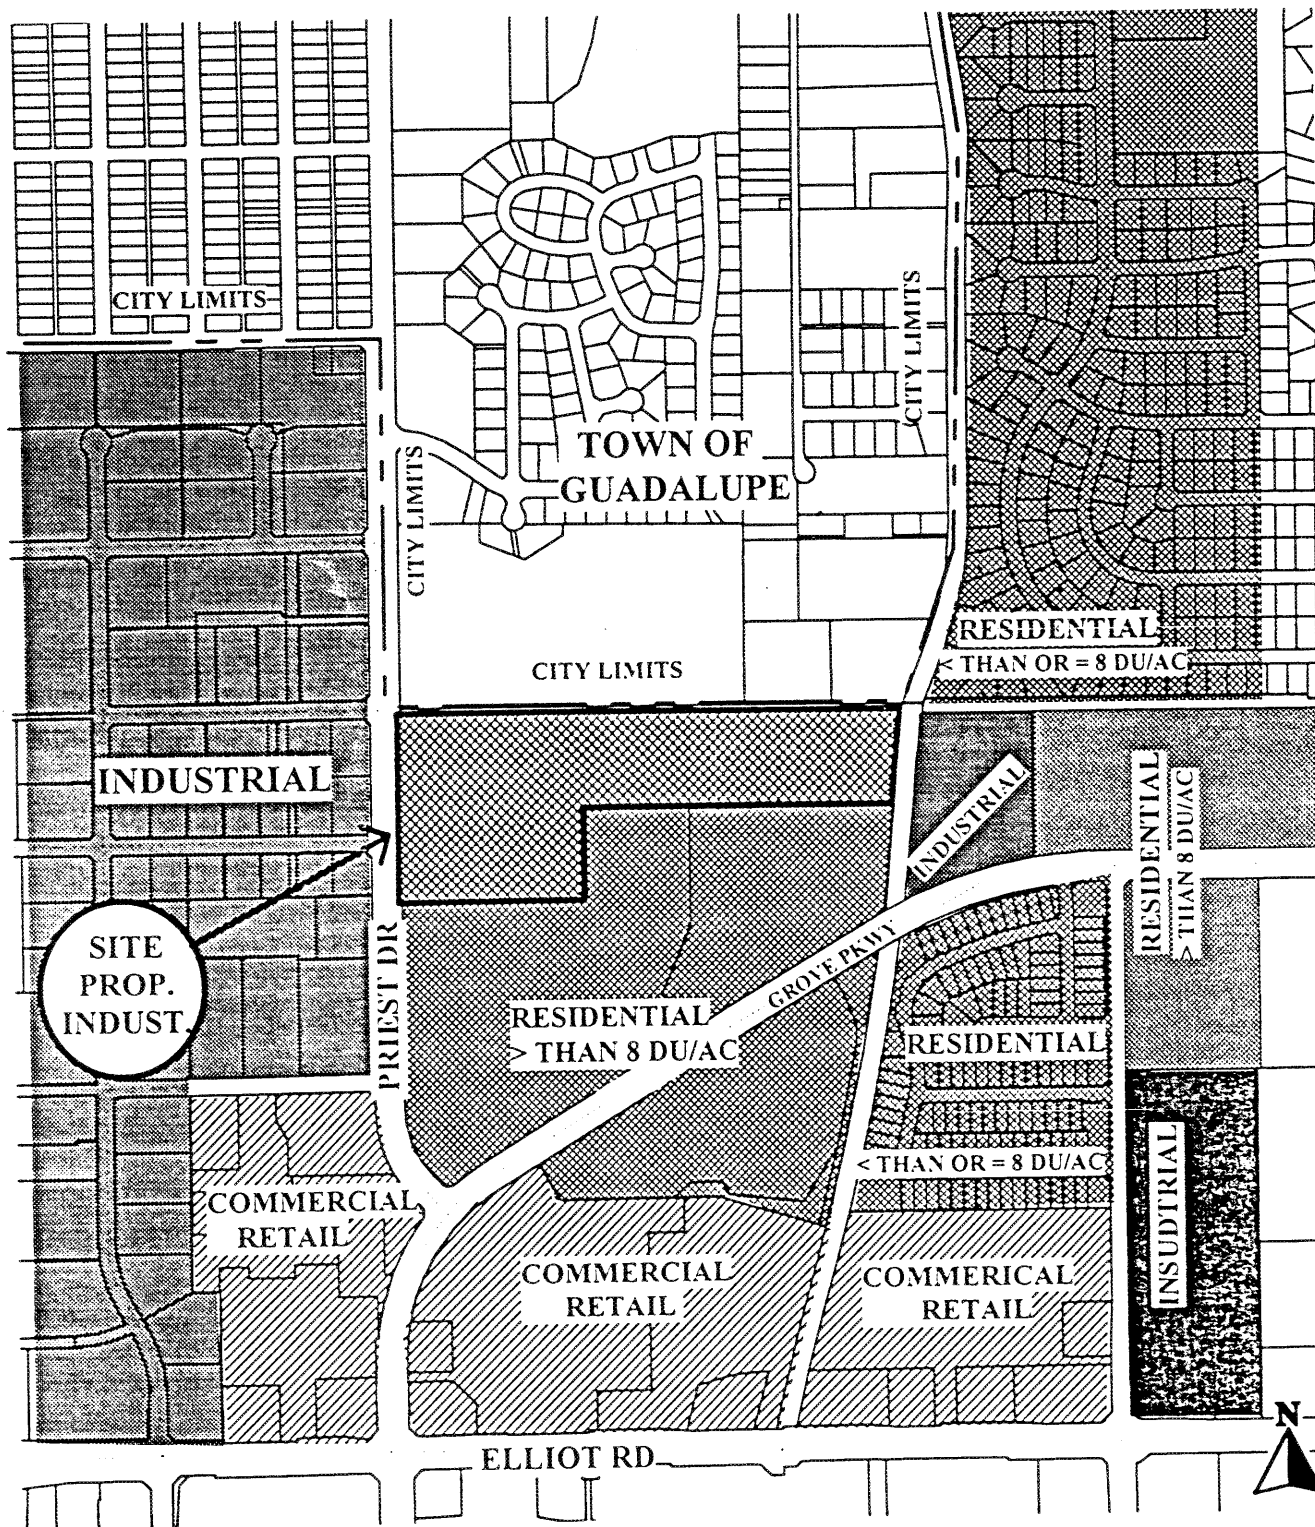 CITY LIMITS
CITY LIMITS
TOWN OF
GUADALUPE
CITY LIMITS
RESIDENTIAL
< THAN OR = 8 DU/AC
CITY LIMITS
INDUSTRIAL
INDUSTRIAL
RESIDENTIAL
> THAN 8 DU/AC
SITE
PROP.
INDUST.
PRIEST DR
GROVE PKWY
RESIDENTIAL
> THAN 8 DU/AC
RESIDENTIAL
< THAN OR = 8 DU/AC
INSUDTRIAL
COMMERCIAL
RETAIL
COMMERCIAL
RETAIL
COMMERICAL
RETAIL
N
ELLIOT RD